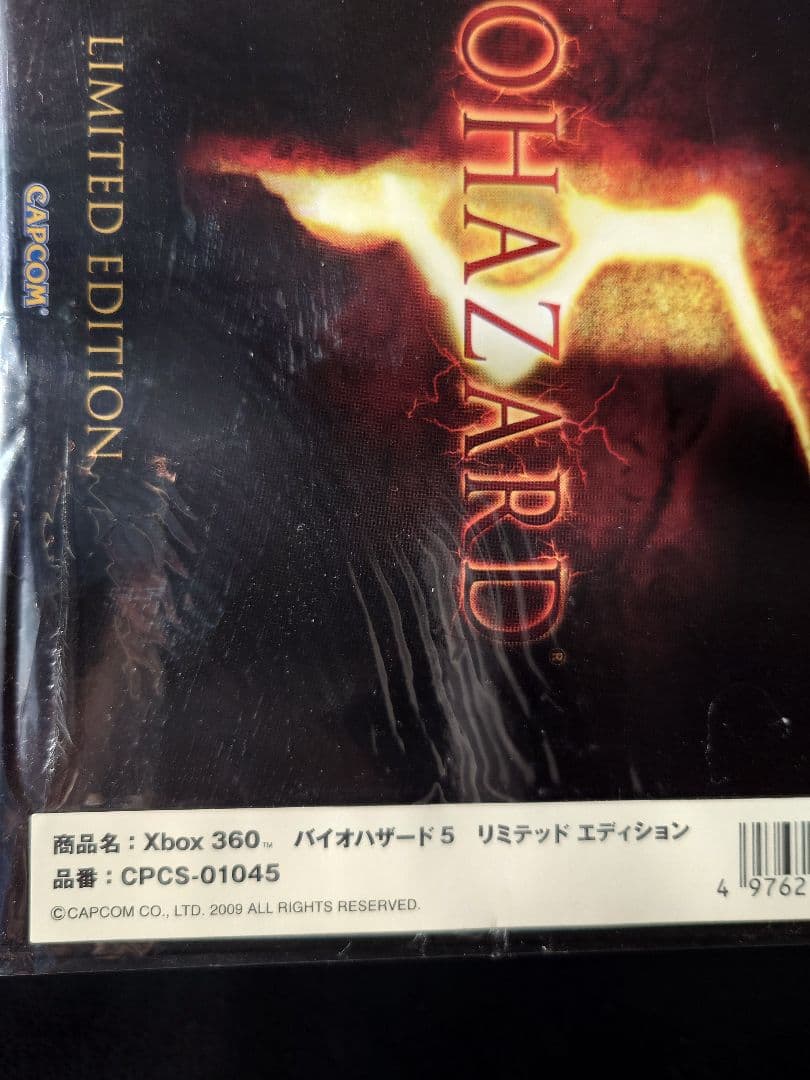 LIMITED EDITION
CAPCOM
OHAZARD®
商品名：Xbox 360™ バイオハザード5 リミテッド エディション
品番：CPCS-01045
©CAPCOM CO., LTD. 2009 ALL RIGHTS RESERVED.
4 9762